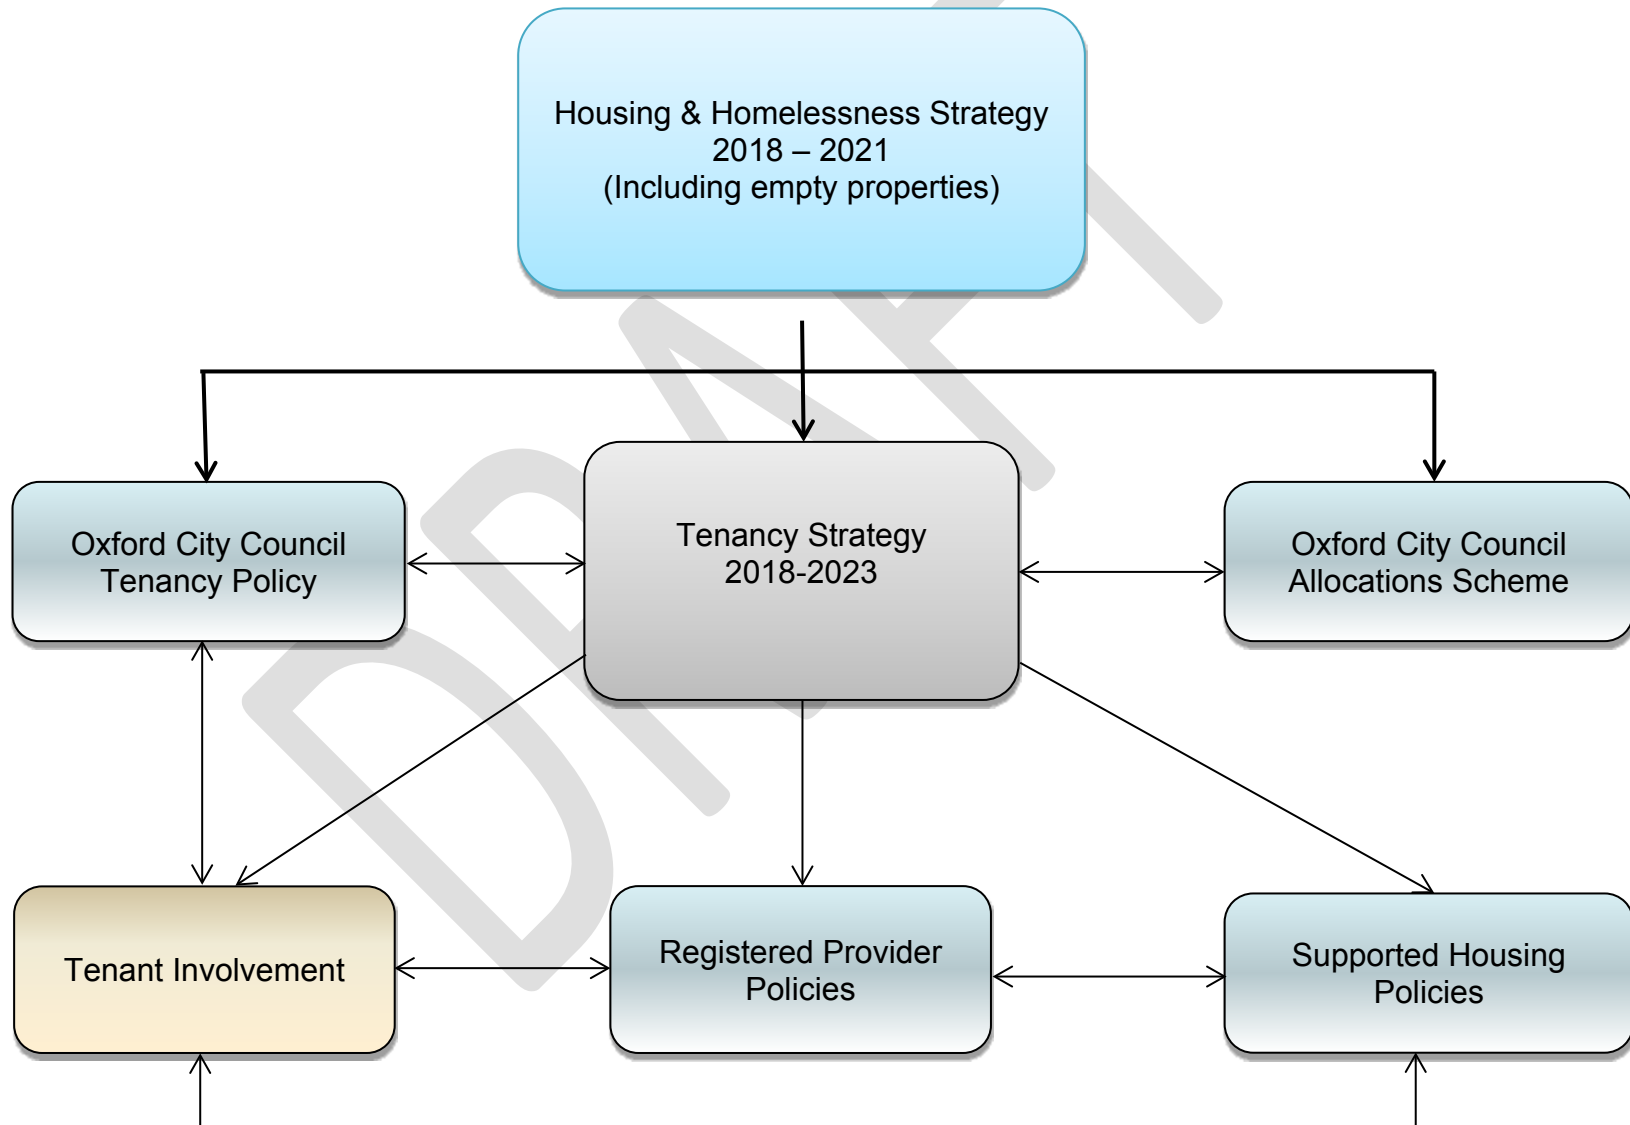 Housing & Homelessness Strategy
2018 – 2021
(Including empty properties)
Oxford City Council
Tenancy Policy
Tenancy Strategy
2018-2023
Oxford City Council
Allocations Scheme
Tenant Involvement
Registered Provider
Policies
Supported Housing
Policies
DRAFT